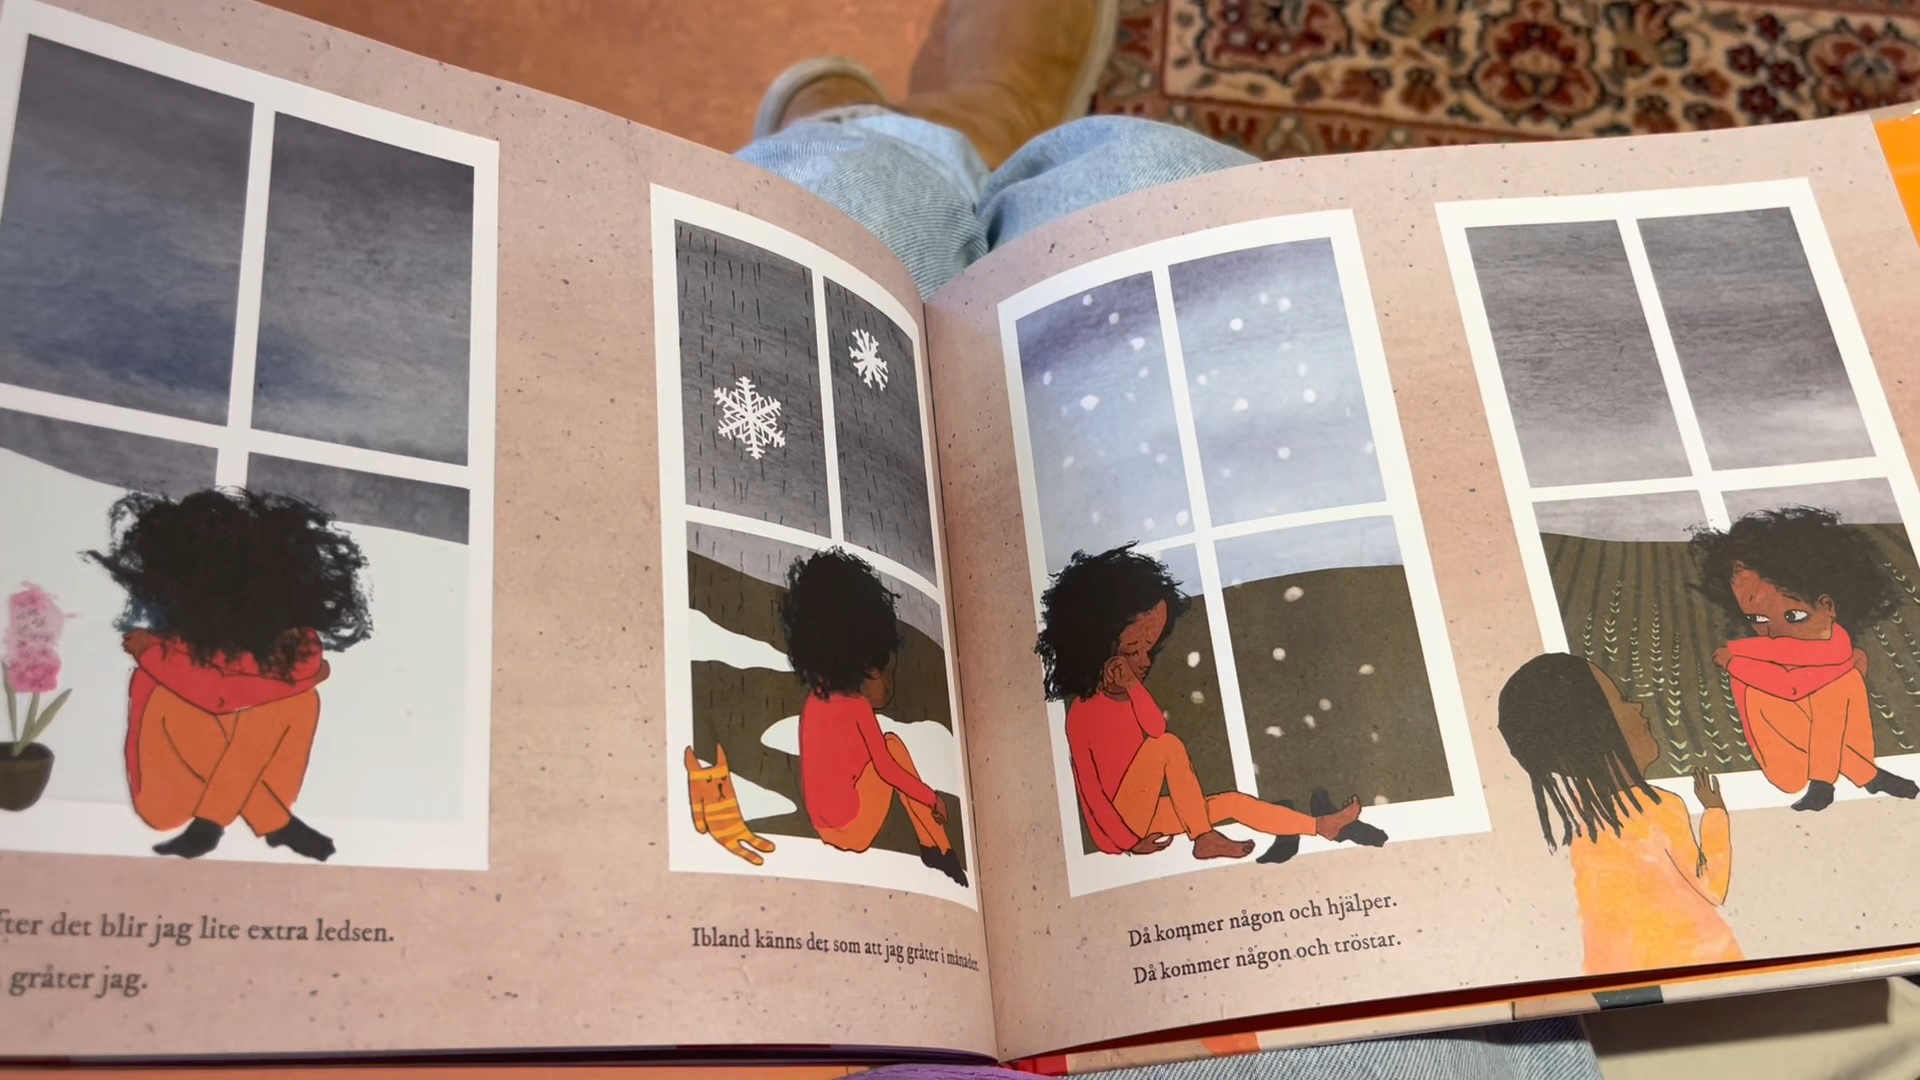 fter det blir jag lite extra ledsen.
gråter jag.
Ibland känns det som att jag gråter i månader.
Då kommer någon och hjälper.
Då kommer någon och tröstar.